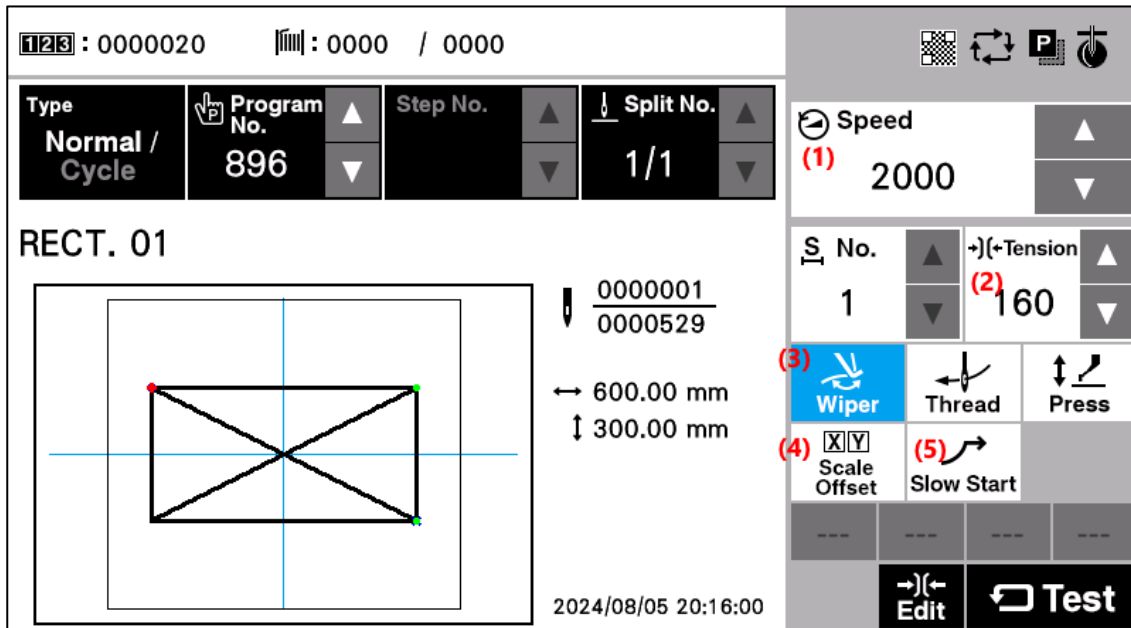 123 : 0000020 : 0000 / 0000
P
Type
Normal /
Cycle
P Program
No.
896
Step No.
Split No.
1/1
Speed
(1)
2000
RECT. 01
0000001
0000529
600.00 mm
300.00 mm
2024/08/05 20:16:00
S No.
1
Tension
(2)
160
(3)
Wiper
Thread
Press
(4) X Y
Scale
Offset
(5)
Slow Start
--- --- --- ---
Edit
Test